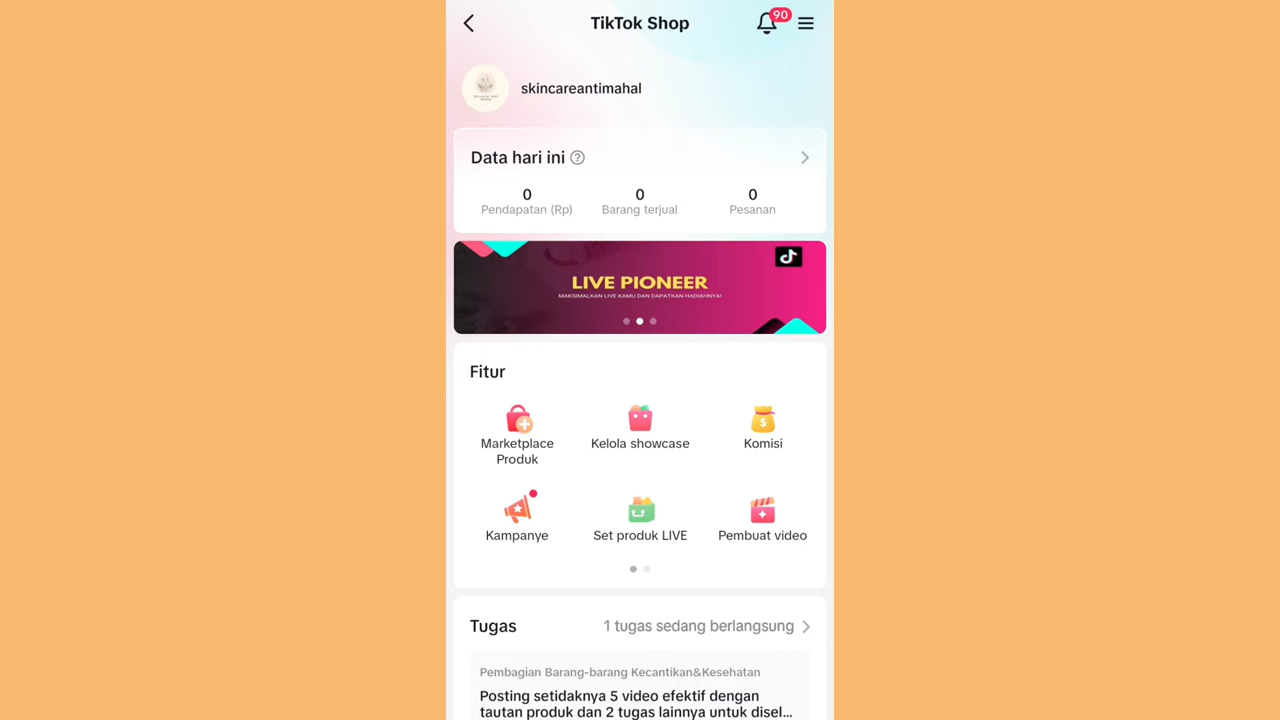 TikTok Shop
90
skincareantimahal
Data hari ini ?
0 0 0
Pendapatan (Rp) Barang terjual Pesanan
LIVE PIONEER
MAKSIMALKAN LIVE KAMU DAN DAPATKAN HADIAHNYA!
Fitur
Marketplace Kelola showcase Komisi
Produk
Kampanye Set produk LIVE Pembuat video
Tugas 1 tugas sedang berlangsung
Pembagian Barang-barang Kecantikan&Kesehatan
Posting setidaknya 5 video efektif dengan
tautan produk dan 2 tugas lainnya untuk disel...